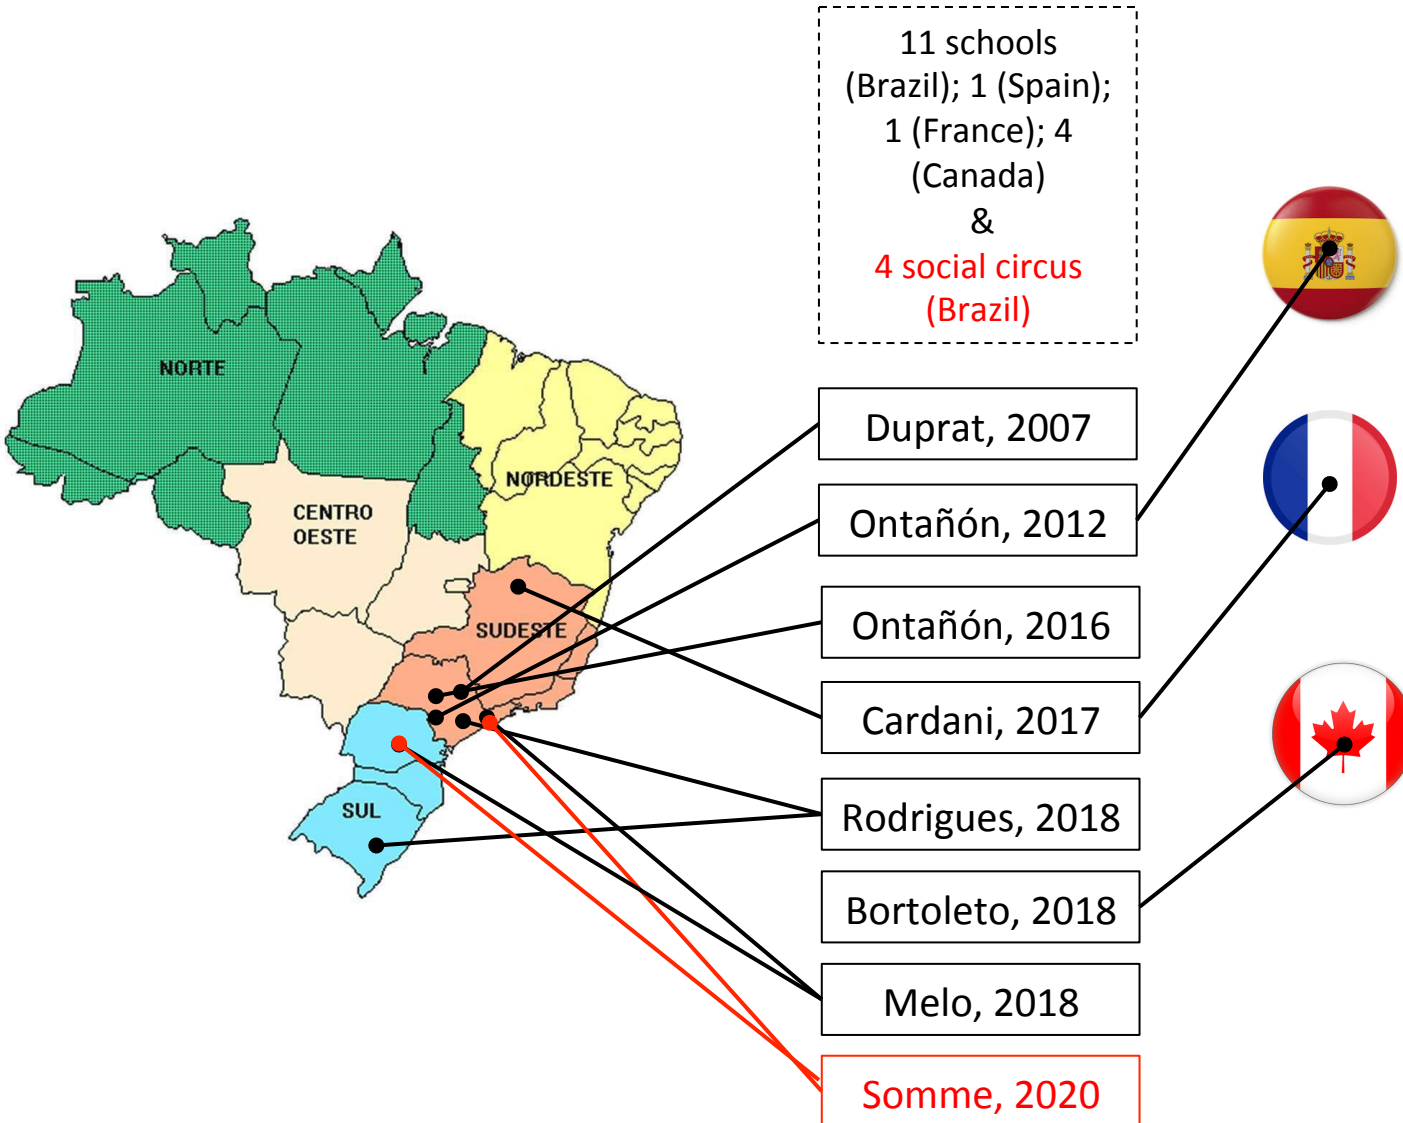 11 schools
(Brazil); 1 (Spain);
1 (France); 4
(Canada)
&
4 social circus
(Brazil)
NORTE
NORDESTE
CENTRO
OESTE
SUDESTE
SUL
Duprat, 2007
Ontañón, 2012
Ontañón, 2016
Cardani, 2017
Rodrigues, 2018
Bortoleto, 2018
Melo, 2018
Somme, 2020